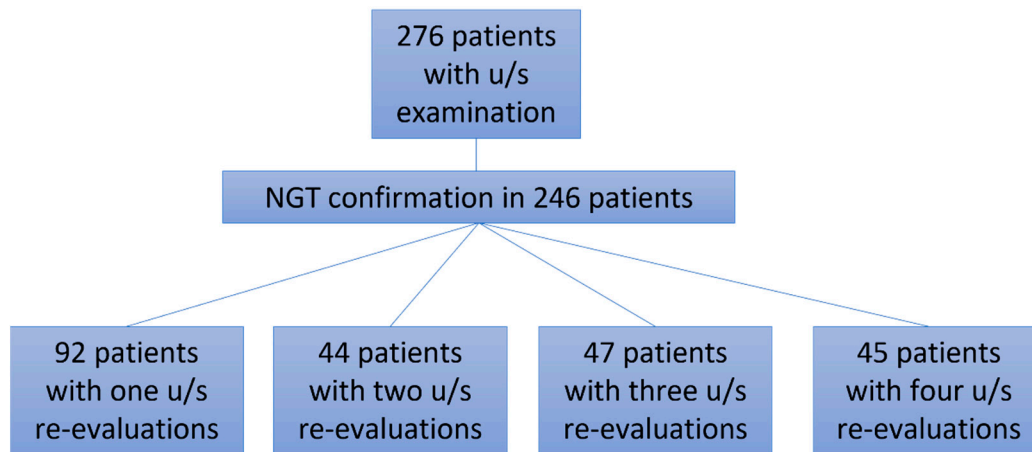 276 patients
with u/s
examination
NGT confirmation in 246 patients
92 patients
with one u/s
re-evaluations
44 patients
with two u/s
re-evaluations
47 patients
with three u/s
re-evaluations
45 patients
with four u/s
re-evaluations